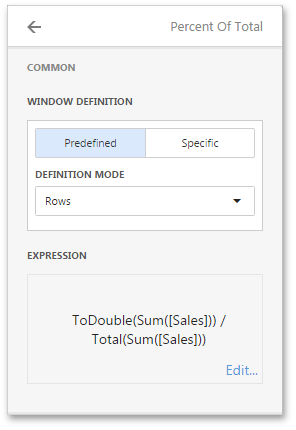 Percent Of Total
COMMON
WINDOW DEFINITION
Predefined
Specific
DEFINITION MODE
Rows
EXPRESSION
ToDouble(Sum([Sales])) /
Total(Sum([Sales]))
Edit...